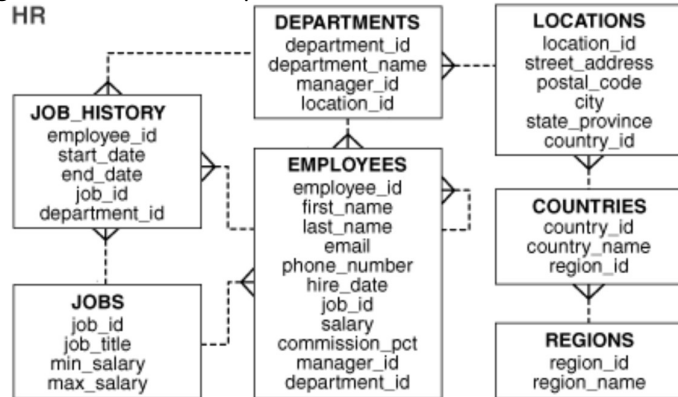 HR
DEPARTMENTS
department_id
department_name
manager_id
location_id
LOCATIONS
location_id
street_address
postal_code
city
state_province
country_id
JOB_HISTORY
employee_id
start_date
end_date
job_id
department_id
EMPLOYEES
employee_id
first_name
last_name
email
phone_number
hire_date
job_id
salary
commission_pct
manager_id
department_id
COUNTRIES
country_id
country_name
region_id
JOBS
job_id
job_title
min_salary
max_salary
REGIONS
region_id
region_name